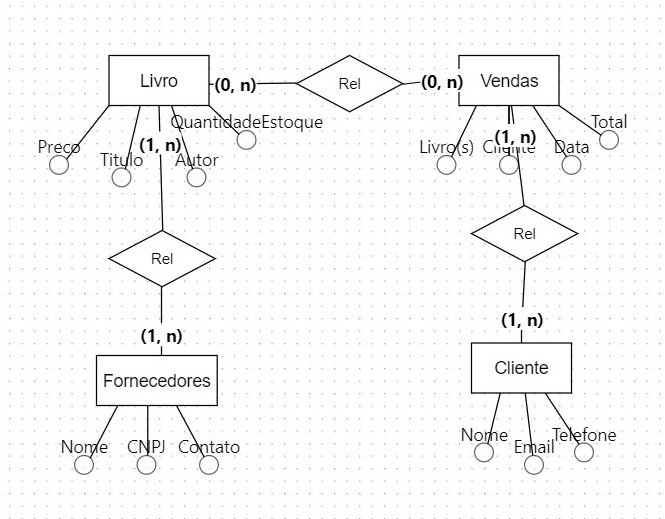 Livro
(0, n)
Rel
(0, n)
Vendas
QuantidadeEstoque
Total
Preço
(1, n)
Titulo
Autor
Livro(s)
(1, n)
Cliente
Data
Rel
Rel
(1, n)
(1, n)
Fornecedores
Cliente
Nome
CNPJ
Contato
Nome
Email
Telefone